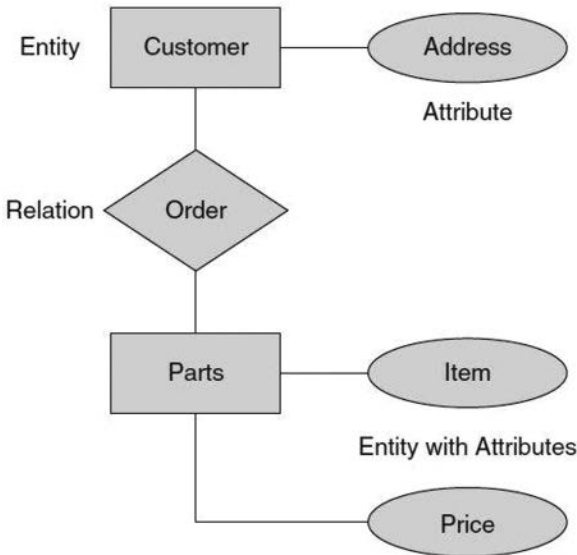 Entity
Customer
Address
Attribute
Relation
Order
Parts
Item
Entity with Attributes
Price